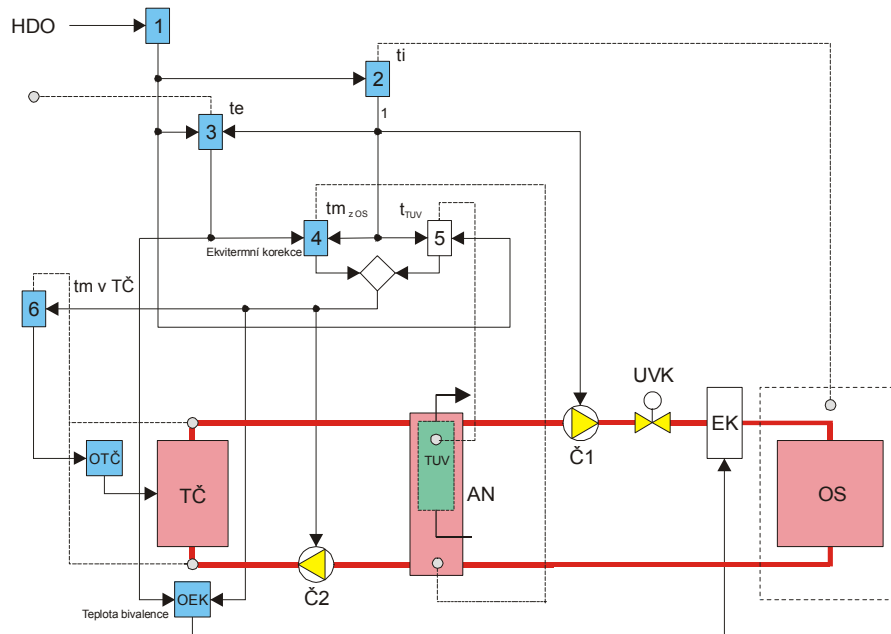 HDO
1
ti
2
1
te
3
tm z OS
t TUV
4
5
Ekvitermní korekce
tm v TČ
6
UVK
EK
OTČ
TČ
TUV
AN
Č1
OS
Č2
OEK
Teplota bivalence